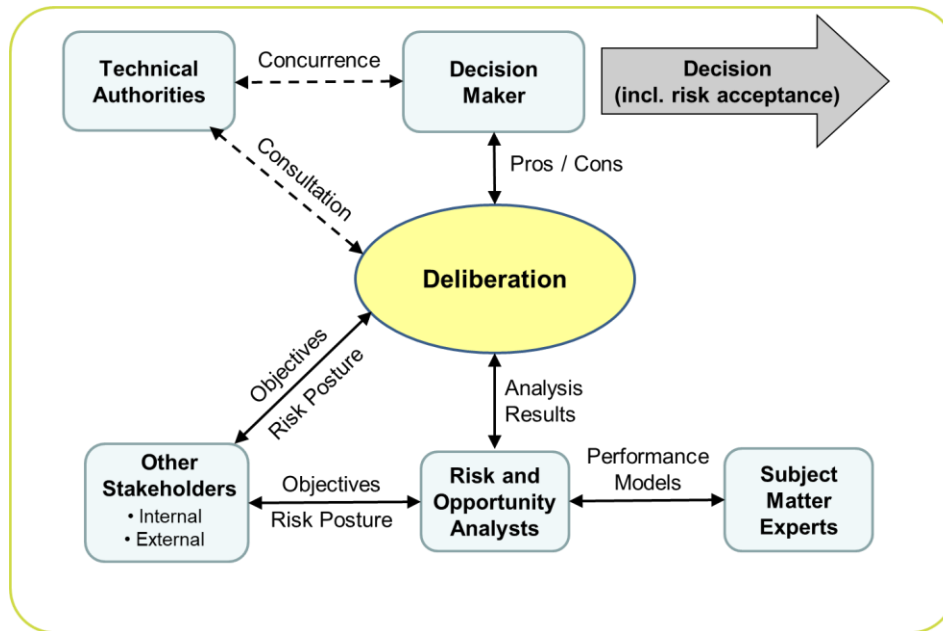 Technical
Authorities
Concurrence
Decision
Maker
Decision
(incl. risk acceptance)
Consultation
Pros / Cons
Deliberation
Objectives
Risk Posture
Analysis
Results
Other
Stakeholders
• Internal
• External
Objectives
Risk Posture
Risk and
Opportunity
Analysts
Performance
Models
Subject
Matter
Experts